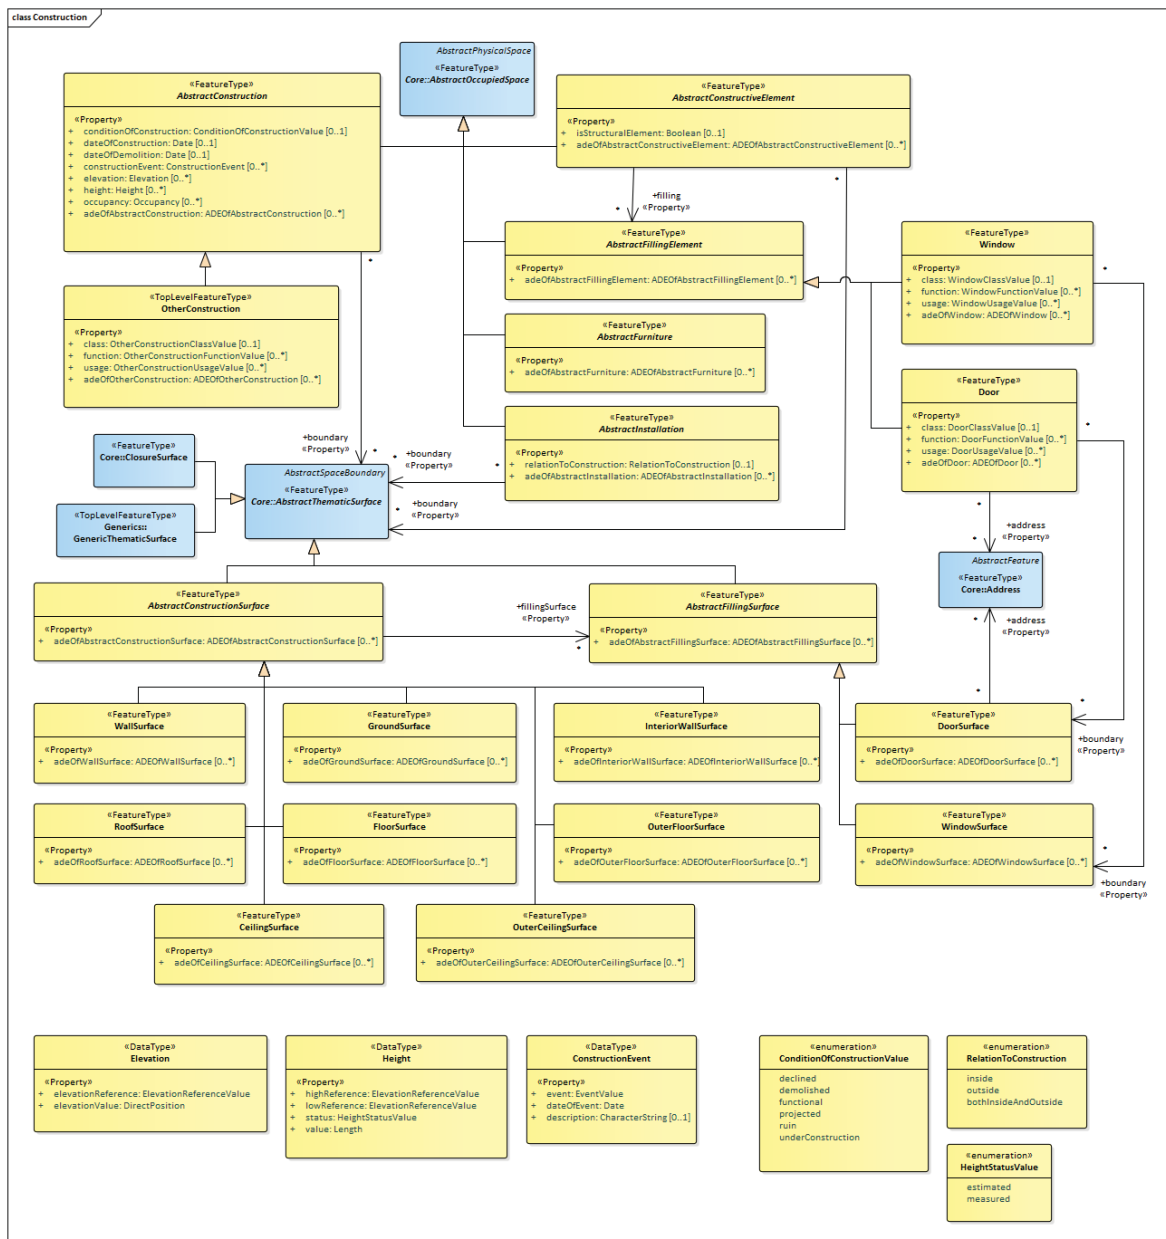 class Construction
AbstractPhysicalSpace
«FeatureType»
Core::AbstractOccupiedSpace
«FeatureType»
AbstractConstruction
«Property»
+ conditionOfConstruction: ConditionOfConstructionValue [0..1]
+ dateOfConstruction: Date [0..1]
+ dateOfDemolition: Date [0..1]
+ constructionEvent: ConstructionEvent [0..*]
+ elevation: Elevation [0..*]
+ height: Height [0..*]
+ occupancy: Occupancy [0..*]
+ adeOfAbstractConstruction: ADEOfAbstractConstruction [0..*]
«FeatureType»
AbstractConstructiveElement
«Property»
+ isStructuralElement: Boolean [0..1]
+ adeOfAbstractConstructiveElement: ADEOfAbstractConstructiveElement [0..*]
*
*
+filling
«Property»
*
«FeatureType»
AbstractFillingElement
«Property»
+ adeOfAbstractFillingElement: ADEOfAbstractFillingElement [0..*]
«FeatureType»
Window
«Property»
+ class: WindowClassValue [0..1]
+ function: WindowFunctionValue [0..*]
+ usage: WindowUsageValue [0..*]
+ adeOfWindow: ADEOfWindow [0..*]
*
*
«TopLevelFeatureType»
OtherConstruction
«Property»
+ class: OtherConstructionClassValue [0..1]
+ function: OtherConstructionFunctionValue [0..*]
+ usage: OtherConstructionUsageValue [0..*]
+ adeOfOtherConstruction: ADEOfOtherConstruction [0..*]
«FeatureType»
AbstractFurniture
«Property»
+ adeOfAbstractFurniture: ADEOfAbstractFurniture [0..*]
«FeatureType»
Door
«Property»
+ class: DoorClassValue [0..1]
+ function: DoorFunctionValue [0..*]
+ usage: DoorUsageValue [0..*]
+ adeOfDoor: ADEOfDoor [0..*]
*
«FeatureType»
AbstractInstallation
«Property»
+ relationToConstruction: RelationToConstruction [0..1]
+ adeOfAbstractInstallation: ADEOfAbstractInstallation [0..*]
+boundary
«Property»
*
*
+boundary
«Property»
*
*
+boundary
«Property»
*
«FeatureType»
Core::ClosureSurface
AbstractSpaceBoundary
«FeatureType»
Core::AbstractThematicSurface
«TopLevelFeatureType»
Generics::
GenericThematicSurface
*
+address
«Property»
*
AbstractFeature
«FeatureType»
Core::Address
«FeatureType»
AbstractConstructionSurface
«Property»
+ adeOfAbstractConstructionSurface: ADEOfAbstractConstructionSurface [0..*]
+fillingSurface
«Property»
*
«FeatureType»
AbstractFillingSurface
«Property»
+ adeOfAbstractFillingSurface: ADEOfAbstractFillingSurface [0..*]
+address
«Property»
*
*
«FeatureType»
WallSurface
«Property»
+ adeOfWallSurface: ADEOfWallSurface [0..*]
«FeatureType»
GroundSurface
«Property»
+ adeOfGroundSurface: ADEOfGroundSurface [0..*]
«FeatureType»
InteriorWallSurface
«Property»
+ adeOfInteriorWallSurface: ADEOfInteriorWallSurface [0..*]
«FeatureType»
DoorSurface
«Property»
+ adeOfDoorSurface: ADEOfDoorSurface [0..*]
*
+boundary
«Property»
«FeatureType»
RoofSurface
«Property»
+ adeOfRoofSurface: ADEOfRoofSurface [0..*]
«FeatureType»
FloorSurface
«Property»
+ adeOfFloorSurface: ADEOfFloorSurface [0..*]
«FeatureType»
OuterFloorSurface
«Property»
+ adeOfOuterFloorSurface: ADEOfOuterFloorSurface [0..*]
«FeatureType»
WindowSurface
«Property»
+ adeOfWindowSurface: ADEOfWindowSurface [0..*]
*
+boundary
«Property»
«FeatureType»
CeilingSurface
«Property»
+ adeOfCeilingSurface: ADEOfCeilingSurface [0..*]
«FeatureType»
OuterCeilingSurface
«Property»
+ adeOfOuterCeilingSurface: ADEOfOuterCeilingSurface [0..*]
«DataType»
Elevation
«Property»
+ elevationReference: ElevationReferenceValue
+ elevationValue: DirectPosition
«DataType»
Height
«Property»
+ highReference: ElevationReferenceValue
+ lowReference: ElevationReferenceValue
+ status: HeightStatusValue
+ value: Length
«DataType»
ConstructionEvent
«Property»
+ event: EventValue
+ dateOfEvent: Date
+ description: CharacterString [0..1]
«enumeration»
ConditionOfConstructionValue
declined
demolished
functional
projected
ruin
underConstruction
«enumeration»
RelationToConstruction
inside
outside
bothInsideAndOutside
«enumeration»
HeightStatusValue
estimated
measured